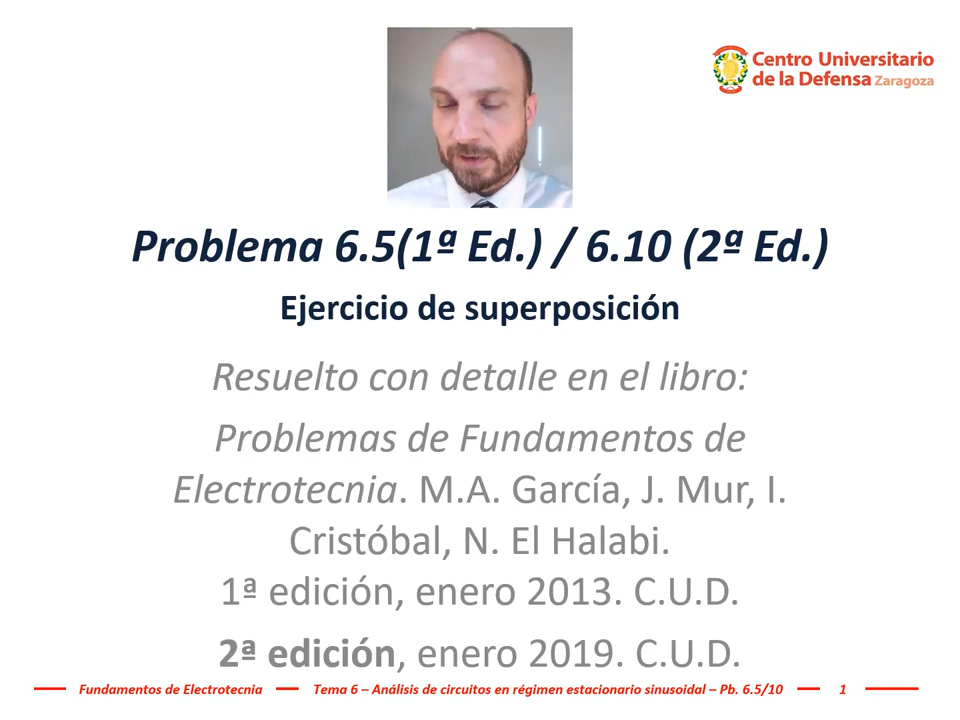 Centro Universitario
de la Defensa Zaragoza
Problema 6.5(1ª Ed.) / 6.10 (2ª Ed.)
Ejercicio de superposición
Resuelto con detalle en el libro:
Problemas de Fundamentos de
Electrotecnia. M.A. García, J. Mur, I.
Cristóbal, N. El Halabi.
1ª edición, enero 2013. C.U.D.
2ª edición, enero 2019. C.U.D.
Fundamentos de Electrotecnia Tema 6 – Análisis de circuitos en régimen estacionario sinusoidal – Pb. 6.5/10 1